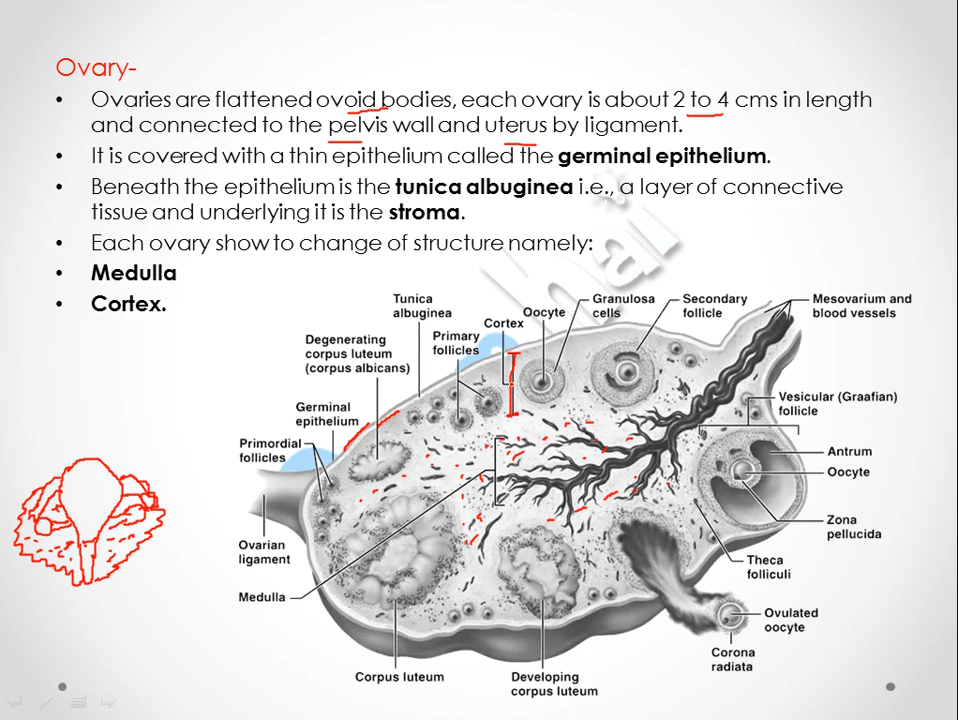 Ovary-
• Ovaries are flattened ovoid bodies, each ovary is about 2 to 4 cms in length
and connected to the pelvis wall and uterus by ligament.
• It is covered with a thin epithelium called the germinal epithelium.
• Beneath the epithelium is the tunica albuginea i.e., a layer of connective
tissue and underlying it is the stroma.
• Each ovary show to change of structure namely:
• Medulla
• Cortex.
Tunica
albuginea
Degenerating
corpus luteum
(corpus albicans)
Germinal
epithelium
Primordial
follicles
Primary
follicles
Cortex
Oocyte
Granulosa
cells
Secondary
follicle
Mesovarium and
blood vessels
Vesicular (Graafian)
follicle
Antrum
Oocyte
Zona
pellucida
Theca
folliculi
Ovulated
oocyte
Corona
radiata
Ovarian
ligament
Medulla
Corpus luteum
Developing
corpus luteum